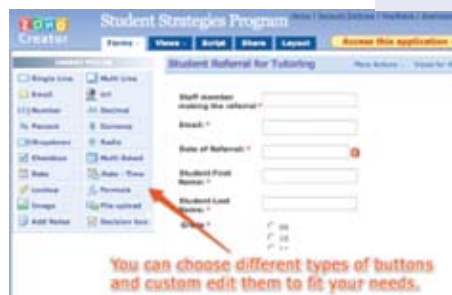 ZOHO
Creator
Student Strategies Program
Forms Views Script Share Layout Access this application
Student Referral for Tutoring
More Actions
Single Line Multi Line
Email Url
Number Decimal
Percent Currency
Dropdown Radio
Checkbox Multi Select
Date Date - Time
Lookup Formula
Image File upload
Add Notes Decision box
Staff member
making the referral *
Email: *
Date of Referral: *
Student First
Name: *
Student Last
Name: *
Grade *
You can choose different types of buttons
and custom edit them to fit your needs.